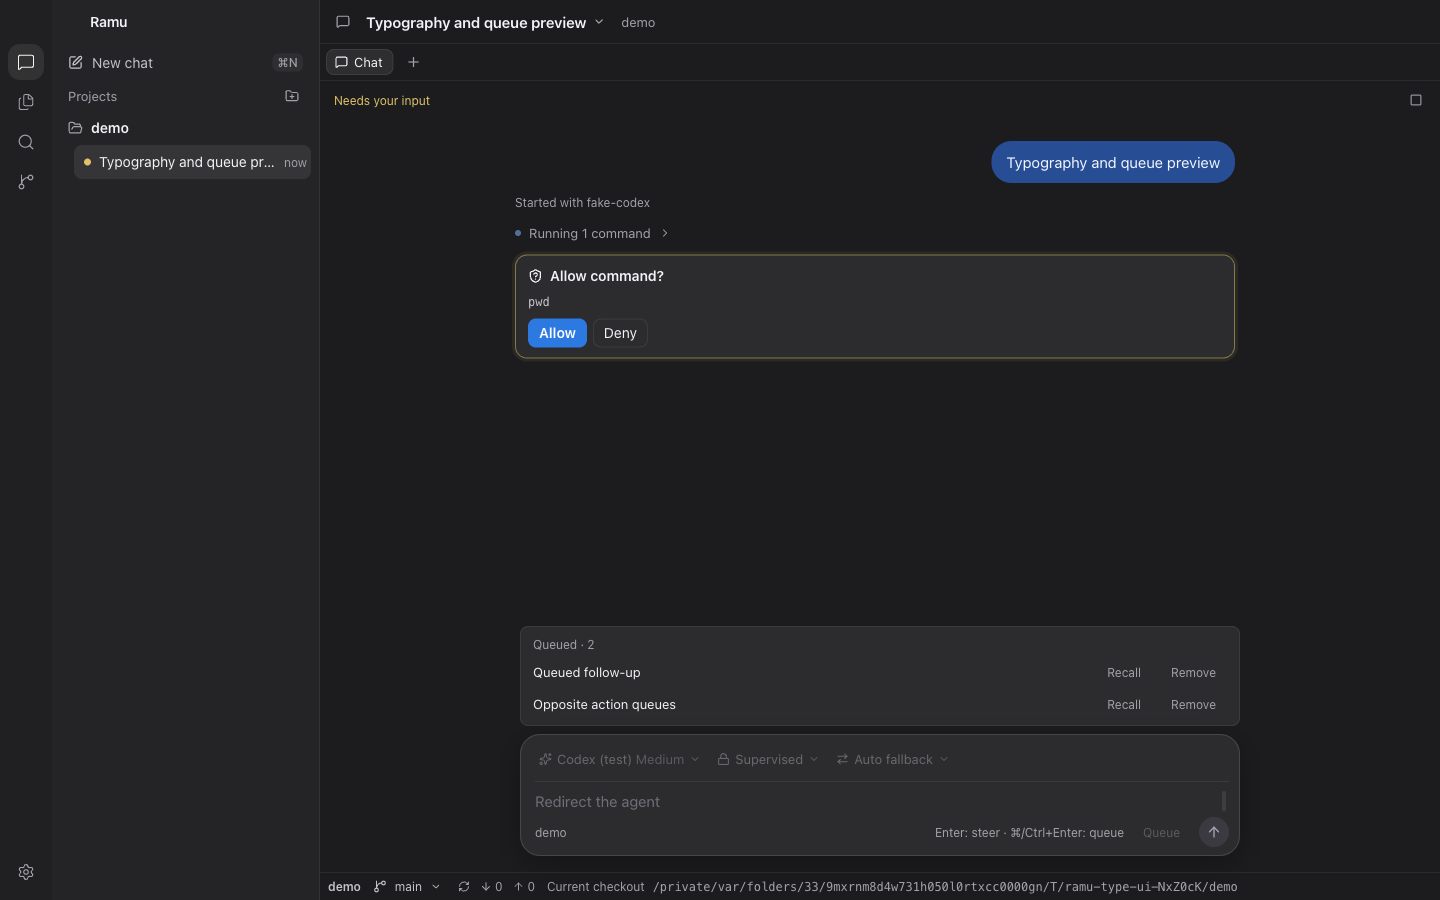 Ramu
New chat
⌘N
Projects
demo
Typography and queue pr... now
Typography and queue preview demo
Chat
Needs your input
Typography and queue preview
Started with fake-codex
Running 1 command
Allow command?
pwd
Allow Deny
Queued · 2
Queued follow-up Recall Remove
Opposite action queues Recall Remove
Codex (test) Medium Supervised Auto fallback
Redirect the agent
demo Enter: steer · ⌘/Ctrl+Enter: queue Queue
demo main 0 0 Current checkout /private/var/folders/33/9mxrnm8d4w731h050l0rtxcc0000gn/T/ramu-type-ui-NxZ0cK/demo